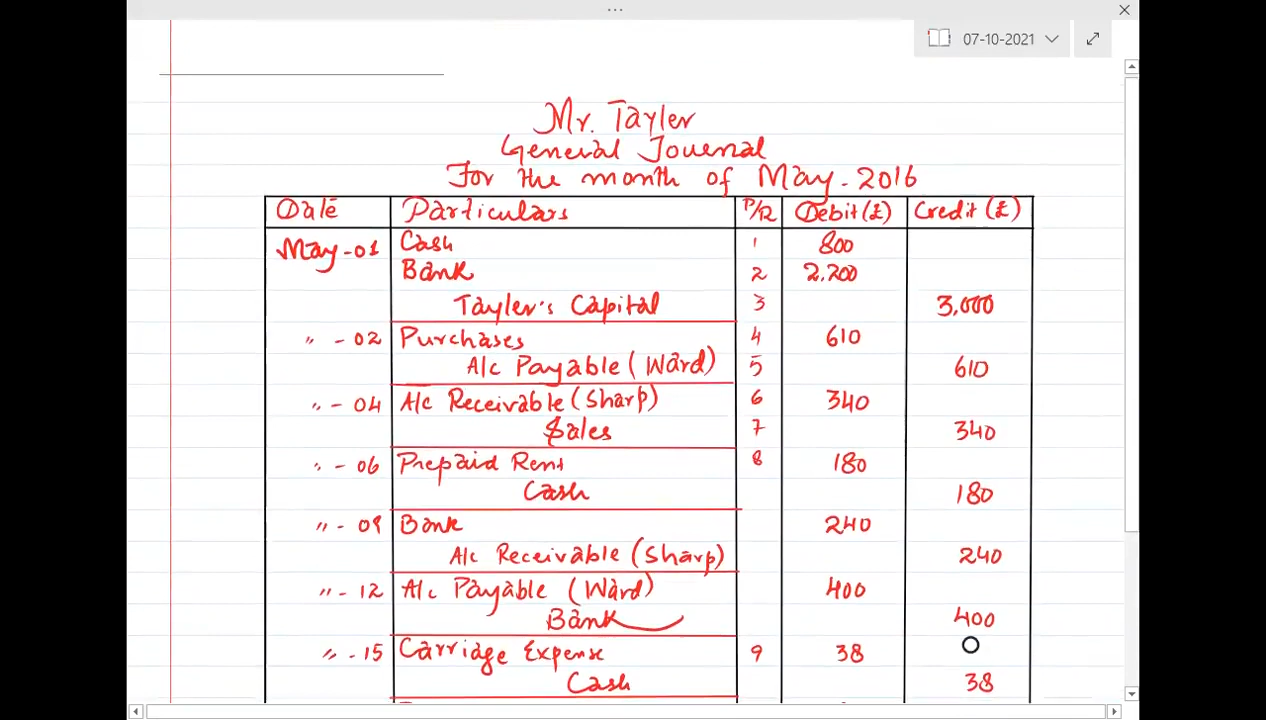 07-10-2021
Mr. Tayler
General Journal
For the month of May-2016
Date Particulars P/R Debit (£) Credit (£)
May-01 Cash 1 800
Bank 2 2,200
Tayler's Capital 3 3,000
〃 - 02 Purchases 4 610
A/c Payable (Ward) 5 610
〃 - 04 A/c Receivable (Sharp) 6 340
Sales 7 340
〃 - 06 Prepaid Rent 8 180
Cash 180
〃 - 09 Bank 240
A/c Receivable (Sharp) 240
〃 - 12 A/c Payable (Ward) 400
Bank 400
〃 - 15 Carriage Expense 9 38
Cash 38